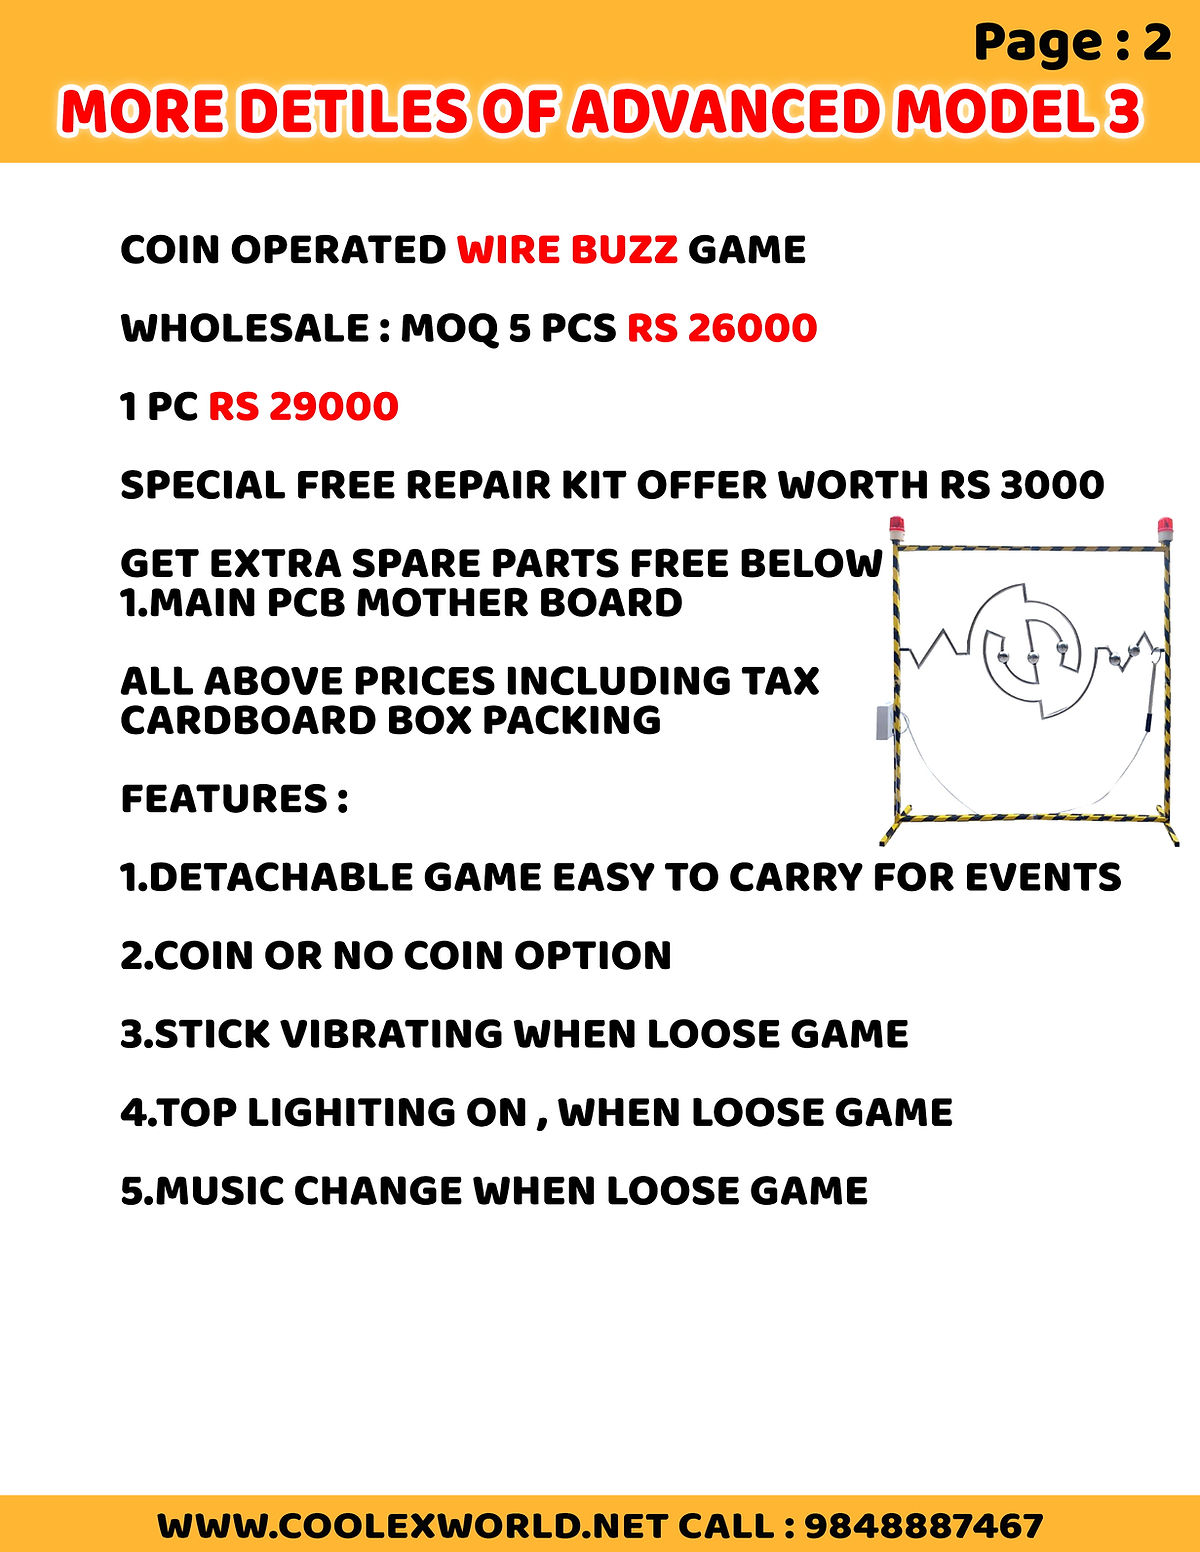 Page : 2
MORE DETILES OF ADVANCED MODEL 3
COIN OPERATED WIRE BUZZ GAME
WHOLESALE : MOQ 5 PCS RS 26000
1 PC RS 29000
SPECIAL FREE REPAIR KIT OFFER WORTH RS 3000
GET EXTRA SPARE PARTS FREE BELOW
1.MAIN PCB MOTHER BOARD
ALL ABOVE PRICES INCLUDING TAX
CARDBOARD BOX PACKING
FEATURES :
1.DETACHABLE GAME EASY TO CARRY FOR EVENTS
2.COIN OR NO COIN OPTION
3.STICK VIBRATING WHEN LOOSE GAME
4.TOP LIGHITING ON , WHEN LOOSE GAME
5.MUSIC CHANGE WHEN LOOSE GAME
WWW.COOLEXWORLD.NET CALL : 9848887467